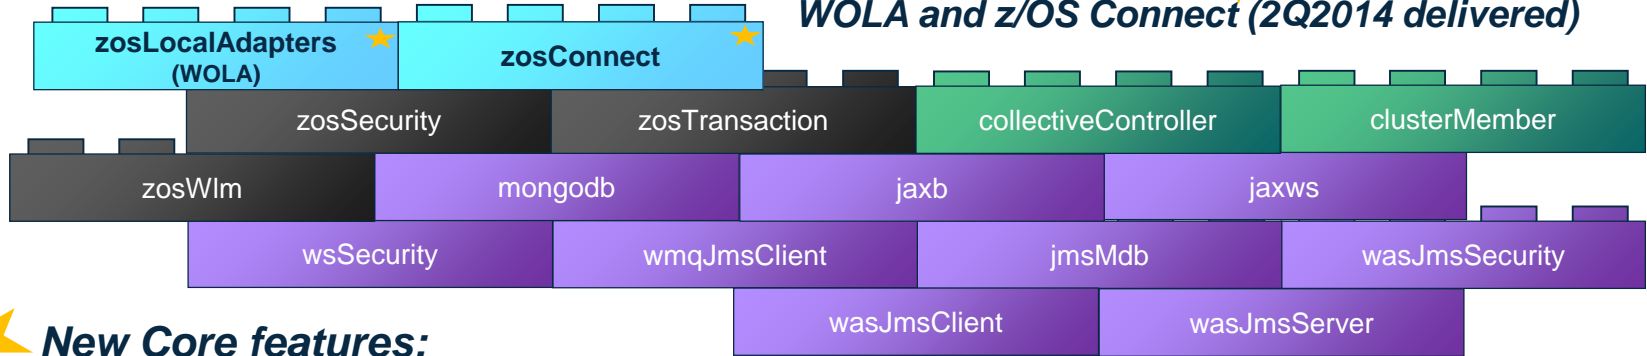 WOLA and z/OS Connect (2Q2014 delivered)
zosLocalAdapters
(WOLA)
zosConnect
zosSecurity
zosTransaction
collectiveController
clusterMember
zosWlm
mongodb
jaxb
jaxws
wsSecurity
wmqJmsClient
jmsMdb
wasJmsSecurity
wasJmsClient
wasJmsServer
New Core features: